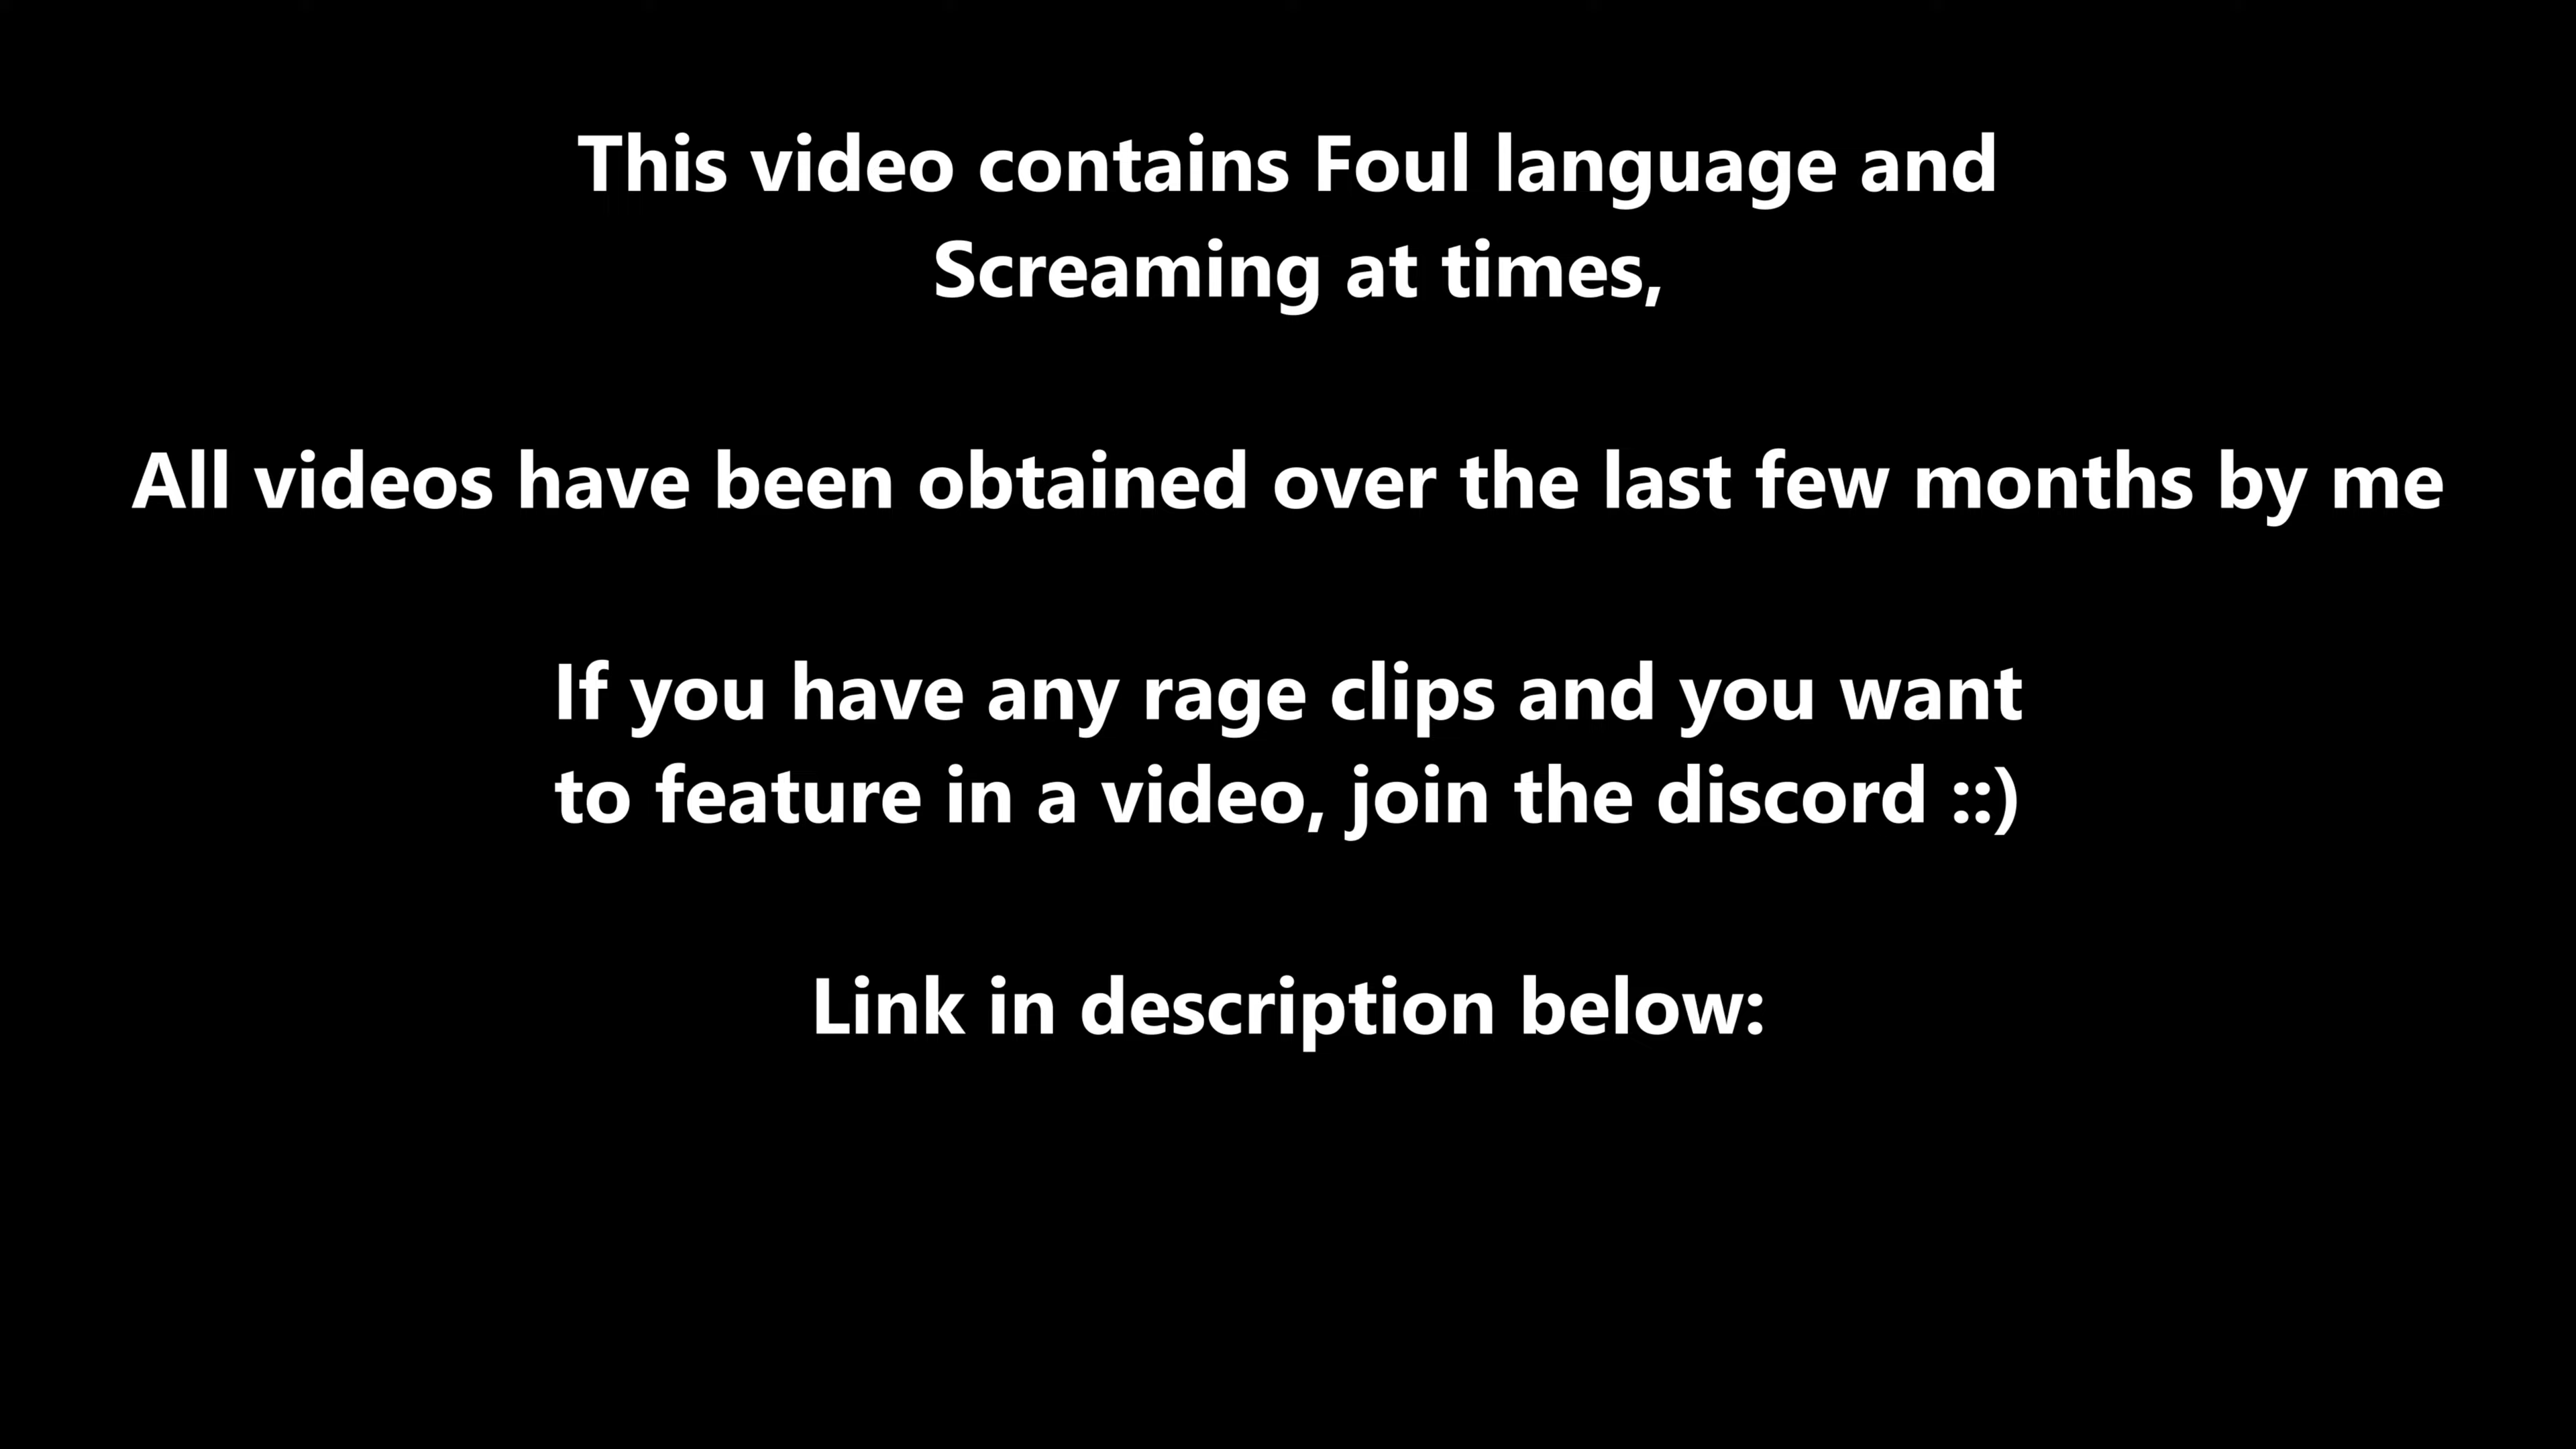 This video contains Foul language and
Screaming at times,
All videos have been obtained over the last few months by me
If you have any rage clips and you want
to feature in a video, join the discord ::)
Link in description below: